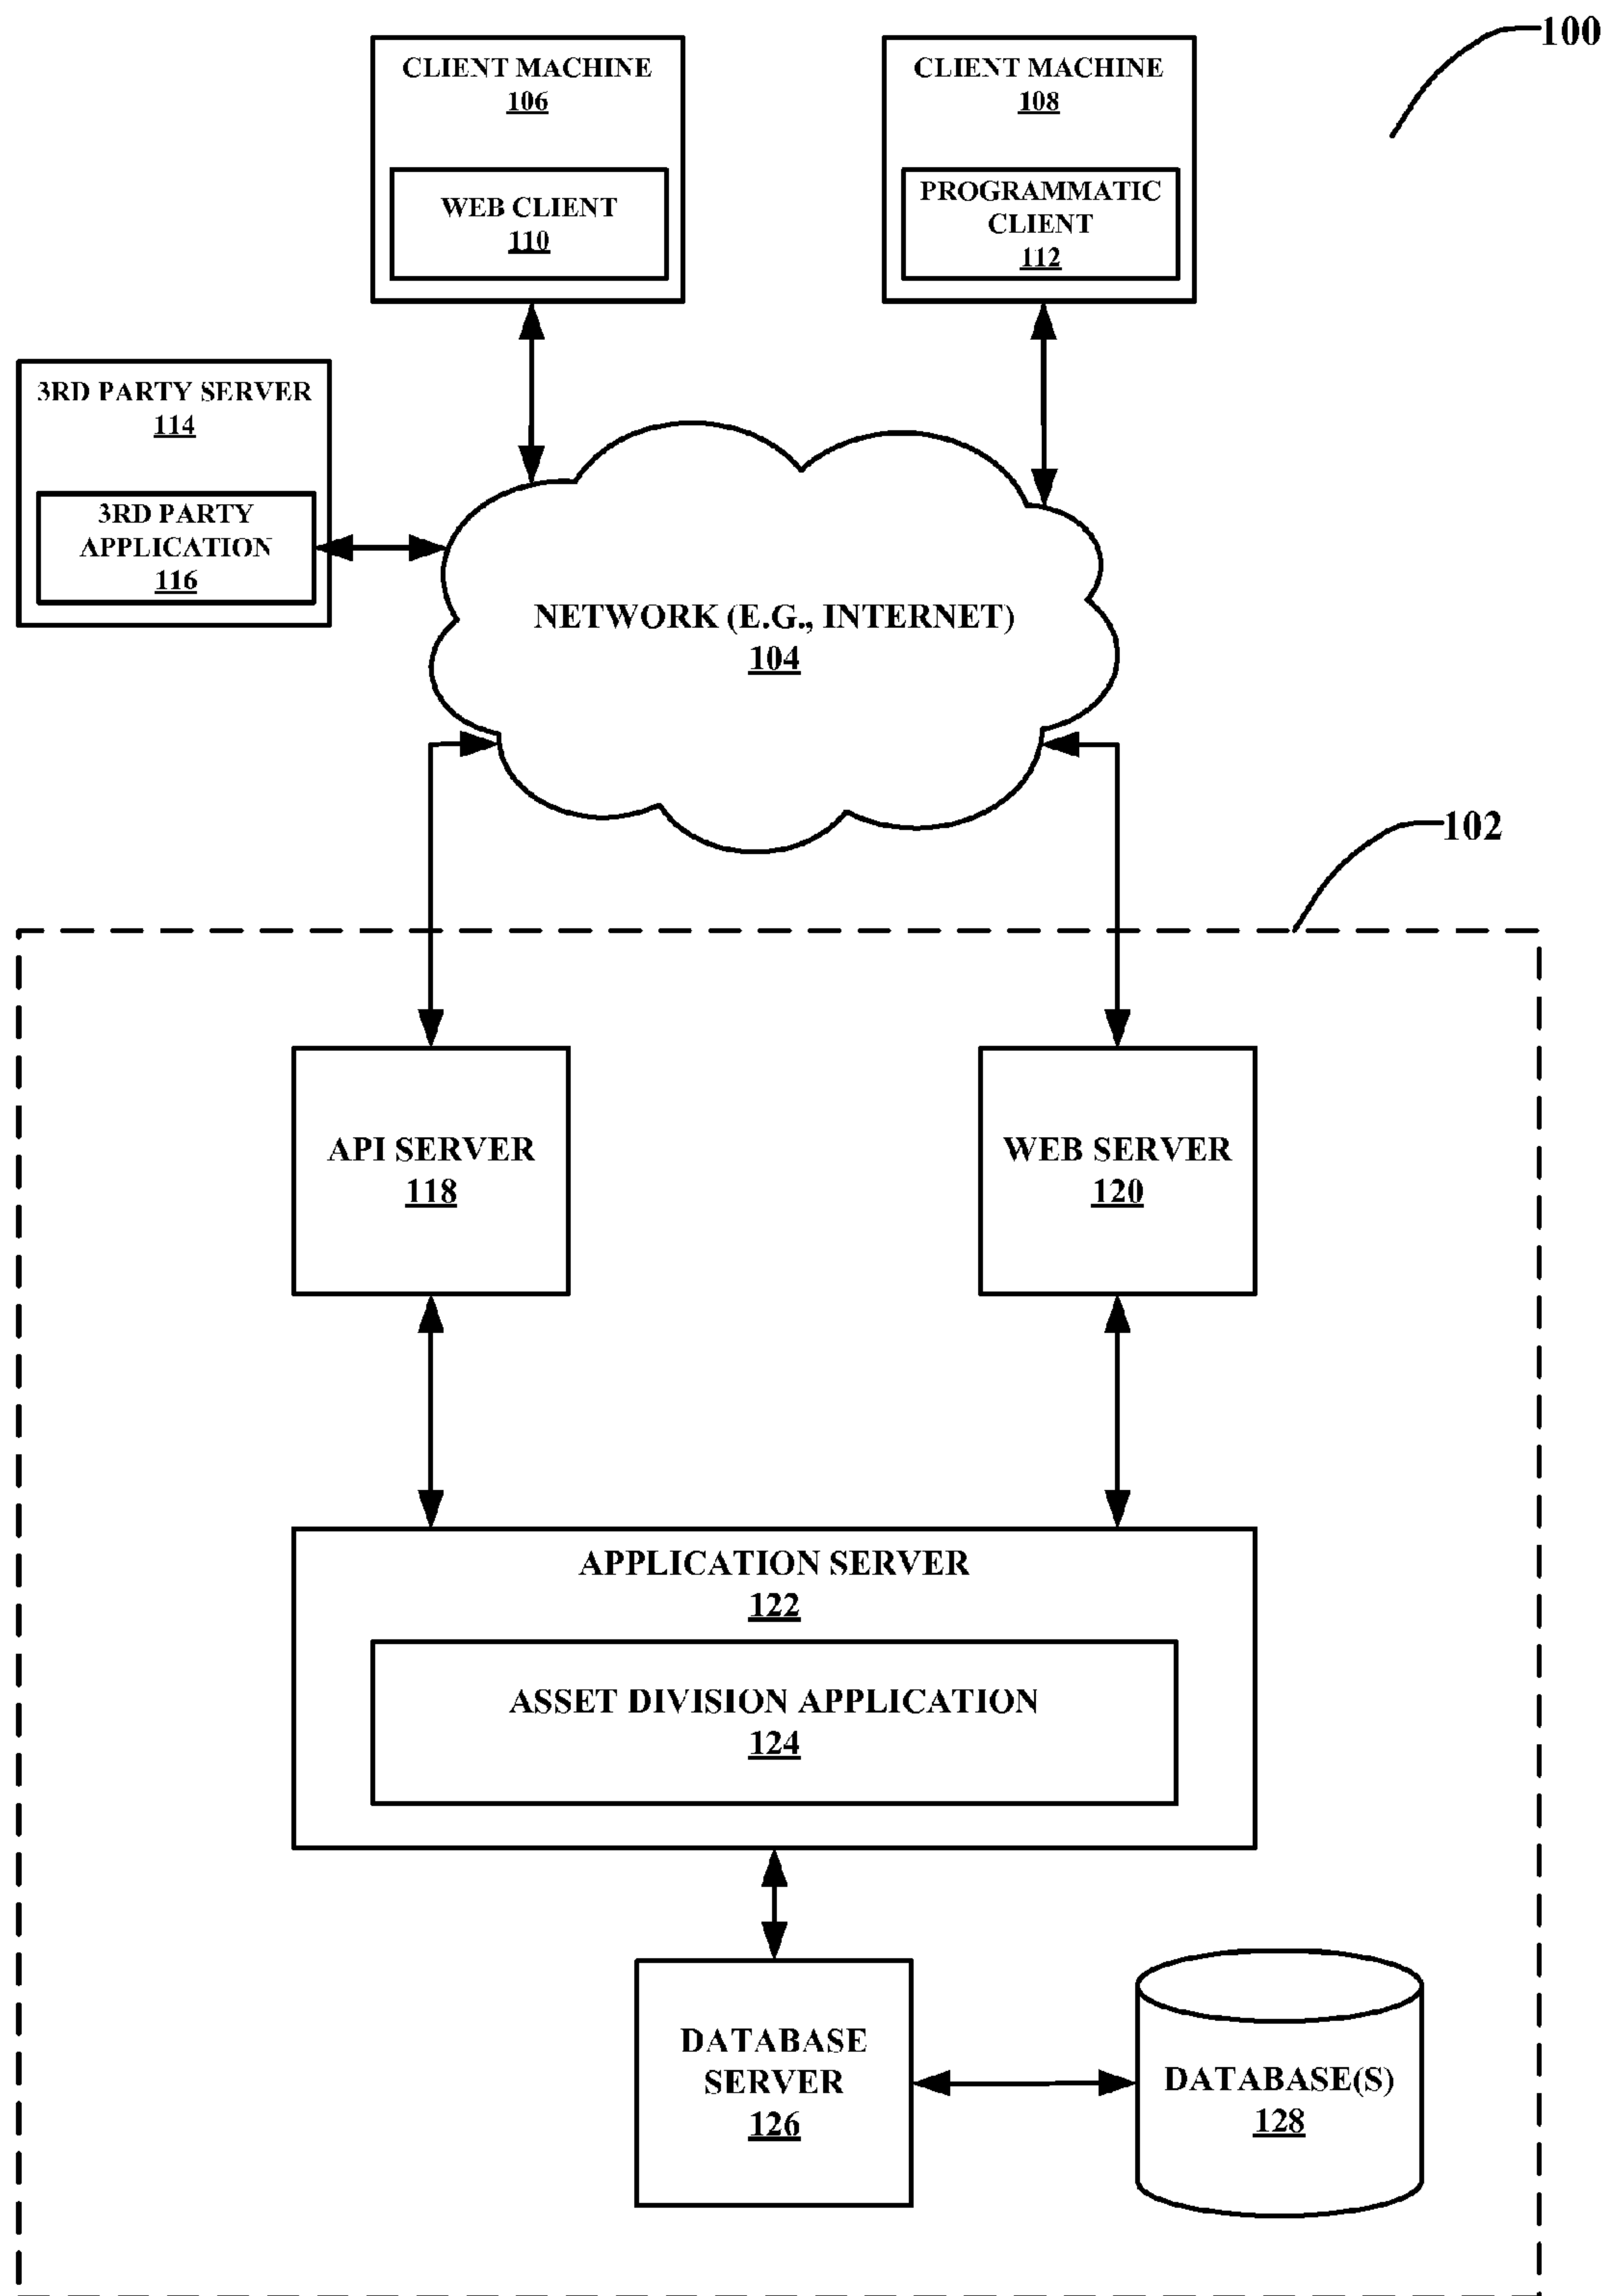 100
CLIENT MACHINE
106
WEB CLIENT
110
CLIENT MACHINE
108
PROGRAMMATIC
CLIENT
112
3RD PARTY SERVER
114
3RD PARTY
APPLICATION
116
NETWORK (E.G., INTERNET)
104
102
API SERVER
118
WEB SERVER
120
APPLICATION SERVER
122
ASSET DIVISION APPLICATION
124
DATABASE
SERVER
126
DATABASE(S)
128